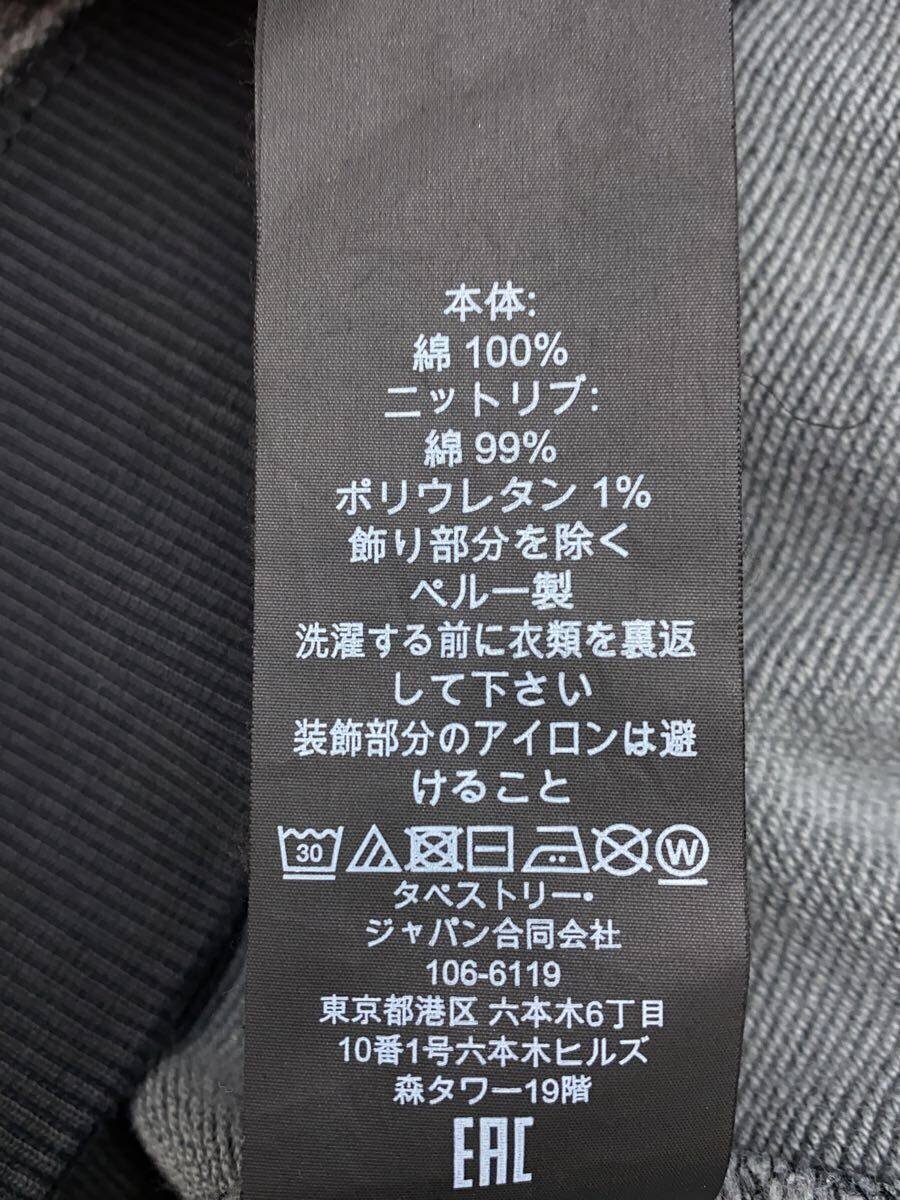 本体:
綿 100%
ニットリブ:
綿 99%
ポリウレタン 1%
飾り部分を除く
ペルー製
洗濯する前に衣類を裏返
して下さい
装飾部分のアイロンは避
けること
30 W
タペストリー・
ジャパン合同会社
106-6119
東京都港区 六本木6丁目
10番1号六本木ヒルズ
森タワー19階
EAC